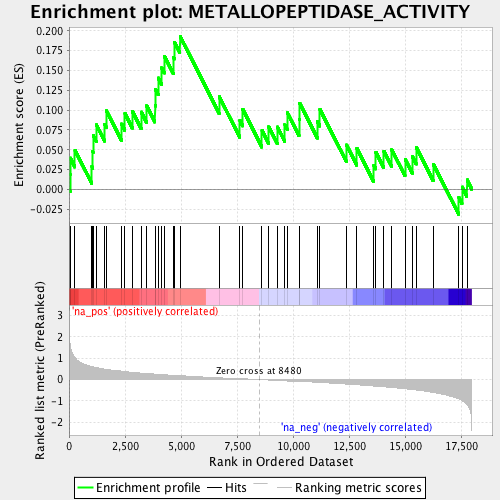 Enrichment plot: METALLOPEPTIDASE_ACTIVITY
Enrichment score (ES)
0.200
0.175
0.150
0.125
0.100
0.075
0.050
0.025
0.000
-0.025
'na_pos' (positively correlated)
Ranked list metric (PreRanked)
3
2
1
0
-1
-2
Zero cross at 8480
'na_neg' (negatively correlated)
0
2,500
5,000
7,500
10,000
12,500
15,000
17,500
Rank in Ordered Dataset
Enrichment profile
Hits
Ranking metric scores